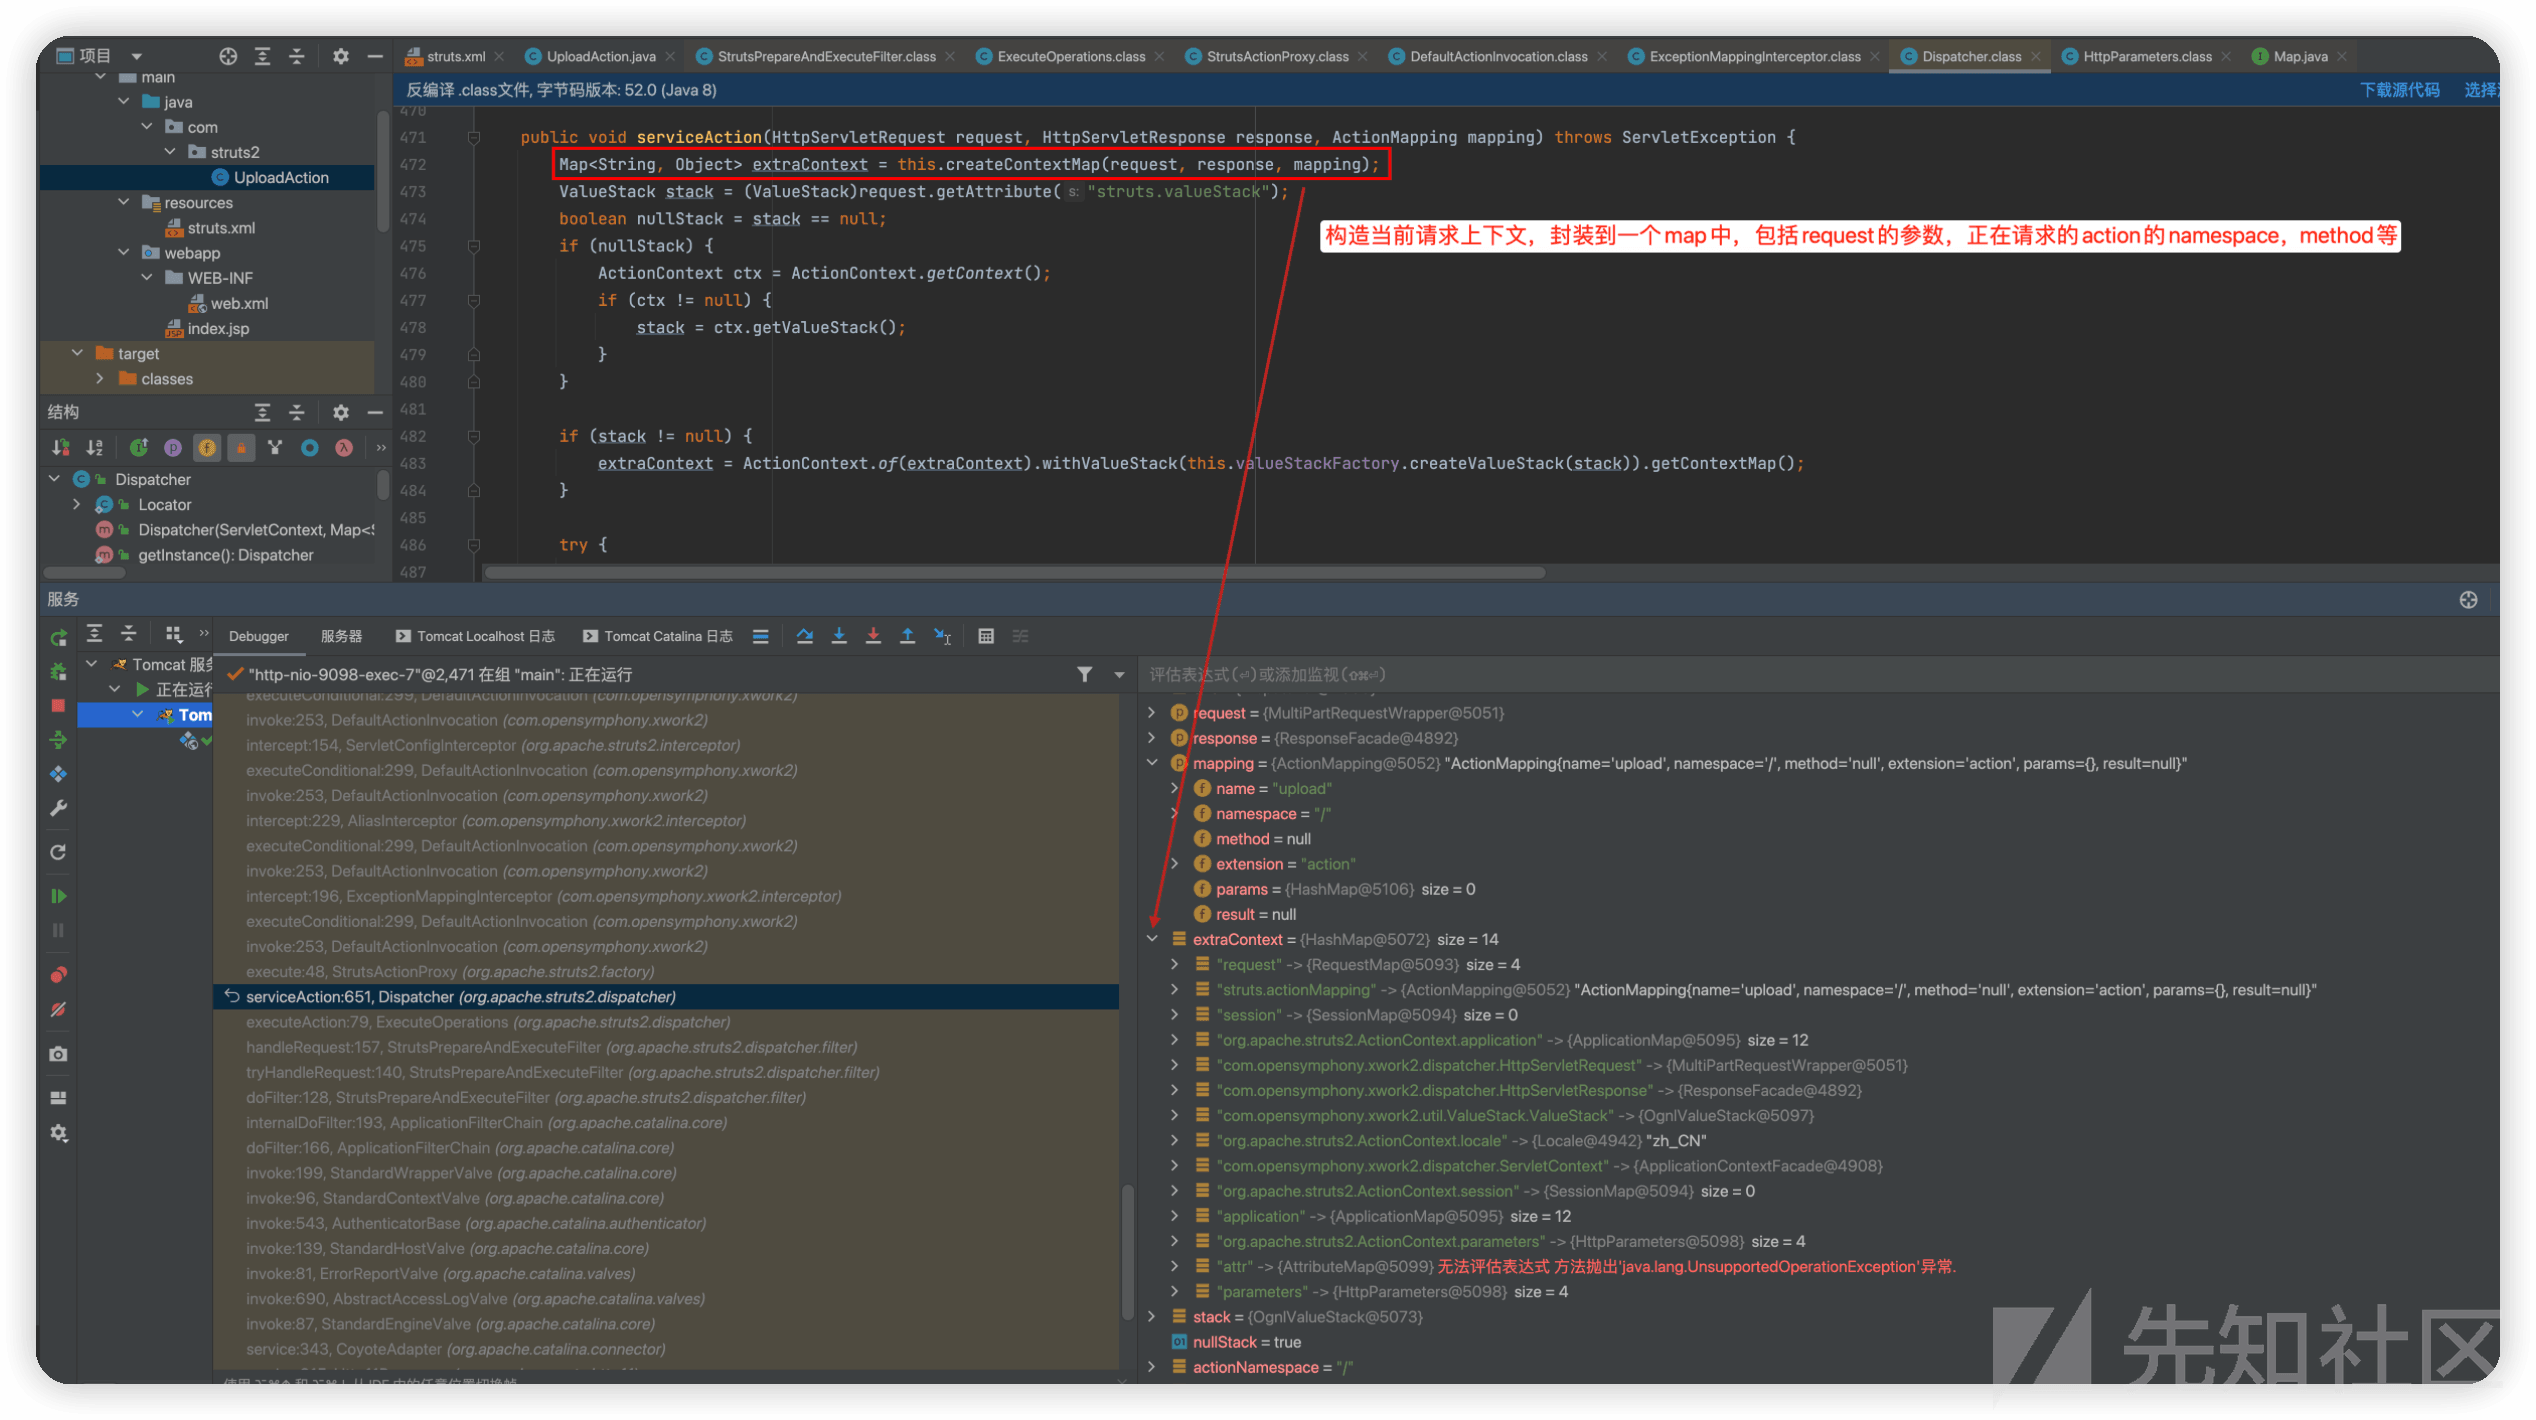 项目
struts.xml
UploadAction.java
StrutsPrepareAndExecuteFilter.class
ExecuteOperations.class
StrutsActionProxy.class
DefaultActionInvocation.class
ExceptionMappingInterceptor.class
Dispatcher.class
HttpParameters.class
Map.java
main
java
com
struts2
UploadAction
resources
struts.xml
webapp
WEB-INF
web.xml
index.jsp
target
classes
反编译 .class文件, 字节码版本: 52.0 (Java 8)
下载源代码
470
471 public void serviceAction(HttpServletRequest request, HttpServletResponse response, ActionMapping mapping) throws ServletException {
472 Map<String, Object> extraContext = this.createContextMap(request, response, mapping);
473 ValueStack stack = (ValueStack)request.getAttribute( s: "struts.valueStack");
474 boolean nullStack = stack == null;
475 if (nullStack) {
476 ActionContext ctx = ActionContext.getContext();
477 if (ctx != null) {
478 stack = ctx.getValueStack();
479 }
480 }
481
482 if (stack != null) {
483 extraContext = ActionContext.of(extraContext).withValueStack(this.valueStackFactory.createValueStack(stack)).getContextMap();
484 }
485
486 try {
487
构造当前请求上下文，封装到一个map中，包括request的参数，正在请求的action的namespace，method等
结构
Dispatcher
Locator
Dispatcher(ServletContext, Map<S
getInstance(): Dispatcher
服务
Debugger
服务器
Tomcat Localhost 日志
Tomcat Catalina 日志
Tomcat 服务
正在运行
Tom
"http-nio-9098-exec-7"@2,471 在组 "main": 正在运行
executeConditional:299, DefaultActionInvocation (com.opensymphony.xwork2)
invoke:253, DefaultActionInvocation (com.opensymphony.xwork2)
intercept:154, ServletConfigInterceptor (org.apache.struts2.interceptor)
executeConditional:299, DefaultActionInvocation (com.opensymphony.xwork2)
invoke:253, DefaultActionInvocation (com.opensymphony.xwork2)
intercept:229, AliasInterceptor (com.opensymphony.xwork2.interceptor)
executeConditional:299, DefaultActionInvocation (com.opensymphony.xwork2)
invoke:253, DefaultActionInvocation (com.opensymphony.xwork2)
intercept:196, ExceptionMappingInterceptor (com.opensymphony.xwork2.interceptor)
executeConditional:299, DefaultActionInvocation (com.opensymphony.xwork2)
invoke:253, DefaultActionInvocation (com.opensymphony.xwork2)
execute:48, StrutsActionProxy (org.apache.struts2.factory)
serviceAction:651, Dispatcher (org.apache.struts2.dispatcher)
executeAction:79, ExecuteOperations (org.apache.struts2.dispatcher)
handleRequest:157, StrutsPrepareAndExecuteFilter (org.apache.struts2.dispatcher.filter)
tryHandleRequest:140, StrutsPrepareAndExecuteFilter (org.apache.struts2.dispatcher.filter)
doFilter:128, StrutsPrepareAndExecuteFilter (org.apache.struts2.dispatcher.filter)
internalDoFilter:193, ApplicationFilterChain (org.apache.catalina.core)
doFilter:166, ApplicationFilterChain (org.apache.catalina.core)
invoke:199, StandardWrapperValve (org.apache.catalina.core)
invoke:96, StandardContextValve (org.apache.catalina.core)
invoke:543, AuthenticatorBase (org.apache.catalina.authenticator)
invoke:139, StandardHostValve (org.apache.catalina.core)
invoke:81, ErrorReportValve (org.apache.catalina.valves)
invoke:690, AbstractAccessLogValve (org.apache.catalina.valves)
invoke:87, StandardEngineValve (org.apache.catalina.core)
service:343, CoyoteAdapter (org.apache.catalina.connector)
评估表达式(⏎)或添加监视(⇧⌘⏎)
request = {MultiPartRequestWrapper@5051}
response = {ResponseFacade@4892}
mapping = {ActionMapping@5052} "ActionMapping{name='upload', namespace='/', method='null', extension='action', params={}, result=null}"
name = "upload"
namespace = "/"
method = null
extension = "action"
params = {HashMap@5106} size = 0
result = null
extraContext = {HashMap@5072} size = 14
"request" -> {RequestMap@5093} size = 4
"struts.actionMapping" -> {ActionMapping@5052} "ActionMapping{name='upload', namespace='/', method='null', extension='action', params={}, result=null}"
"session" -> {SessionMap@5094} size = 0
"org.apache.struts2.ActionContext.application" -> {ApplicationMap@5095} size = 12
"com.opensymphony.xwork2.dispatcher.HttpServletRequest" -> {MultiPartRequestWrapper@5051}
"com.opensymphony.xwork2.dispatcher.HttpServletResponse" -> {ResponseFacade@4892}
"com.opensymphony.xwork2.util.ValueStack.ValueStack" -> {OgnlValueStack@5097}
"org.apache.struts2.ActionContext.locale" -> {Locale@4942} "zh_CN"
"com.opensymphony.xwork2.dispatcher.ServletContext" -> {ApplicationContextFacade@4908}
"org.apache.struts2.ActionContext.session" -> {SessionMap@5094} size = 0
"application" -> {ApplicationMap@5095} size = 12
"org.apache.struts2.ActionContext.parameters" -> {HttpParameters@5098} size = 4
"attr" -> {AttributeMap@5099} 无法评估表达式 方法抛出'java.lang.UnsupportedOperationException'异常.
"parameters" -> {HttpParameters@5098} size = 4
stack = {OgnlValueStack@5073}
nullStack = true
actionNamespace = "/"
先知社区